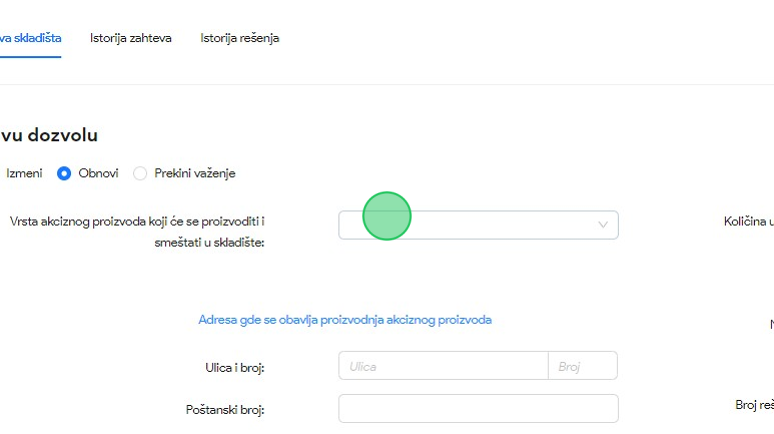 va skladišta Istorija zahteva Istorija rešenja
vu dozvolu
Izmeni Obnovi Prekini važenje
Vrsta akciznog proizvoda koji će se proizvoditi i
smeštati u skladište:
Količina u
Adresa gde se obavlja proizvodnja akciznog proizvoda
N
Ulica i broj: Ulica Broj
Poštanski broj:
Broj reš